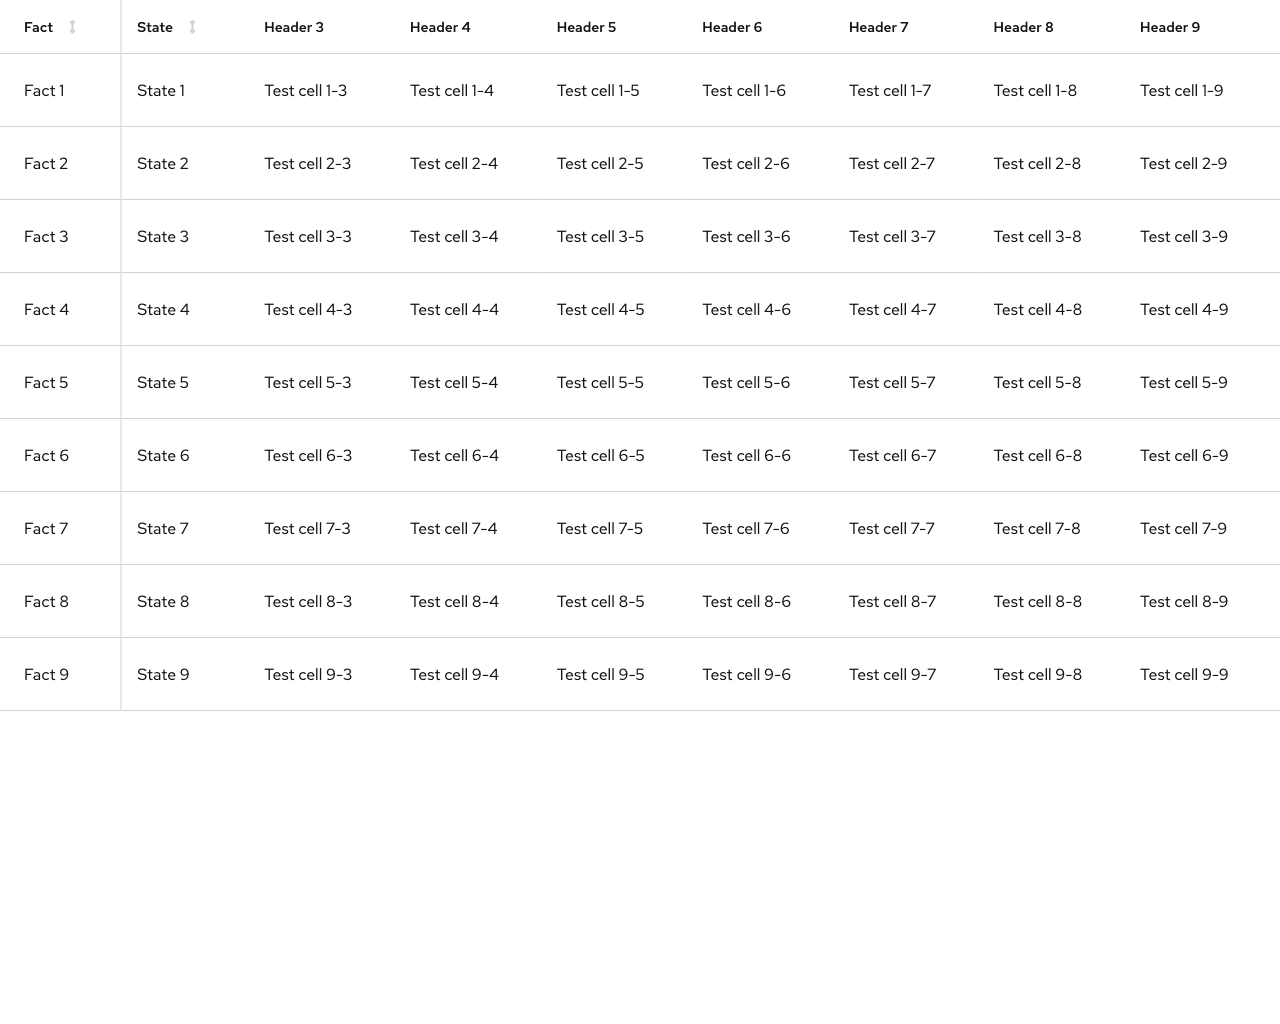 Fact State Header 3 Header 4 Header 5 Header 6 Header 7 Header 8 Header 9
Fact 1 State 1 Test cell 1-3 Test cell 1-4 Test cell 1-5 Test cell 1-6 Test cell 1-7 Test cell 1-8 Test cell 1-9
Fact 2 State 2 Test cell 2-3 Test cell 2-4 Test cell 2-5 Test cell 2-6 Test cell 2-7 Test cell 2-8 Test cell 2-9
Fact 3 State 3 Test cell 3-3 Test cell 3-4 Test cell 3-5 Test cell 3-6 Test cell 3-7 Test cell 3-8 Test cell 3-9
Fact 4 State 4 Test cell 4-3 Test cell 4-4 Test cell 4-5 Test cell 4-6 Test cell 4-7 Test cell 4-8 Test cell 4-9
Fact 5 State 5 Test cell 5-3 Test cell 5-4 Test cell 5-5 Test cell 5-6 Test cell 5-7 Test cell 5-8 Test cell 5-9
Fact 6 State 6 Test cell 6-3 Test cell 6-4 Test cell 6-5 Test cell 6-6 Test cell 6-7 Test cell 6-8 Test cell 6-9
Fact 7 State 7 Test cell 7-3 Test cell 7-4 Test cell 7-5 Test cell 7-6 Test cell 7-7 Test cell 7-8 Test cell 7-9
Fact 8 State 8 Test cell 8-3 Test cell 8-4 Test cell 8-5 Test cell 8-6 Test cell 8-7 Test cell 8-8 Test cell 8-9
Fact 9 State 9 Test cell 9-3 Test cell 9-4 Test cell 9-5 Test cell 9-6 Test cell 9-7 Test cell 9-8 Test cell 9-9